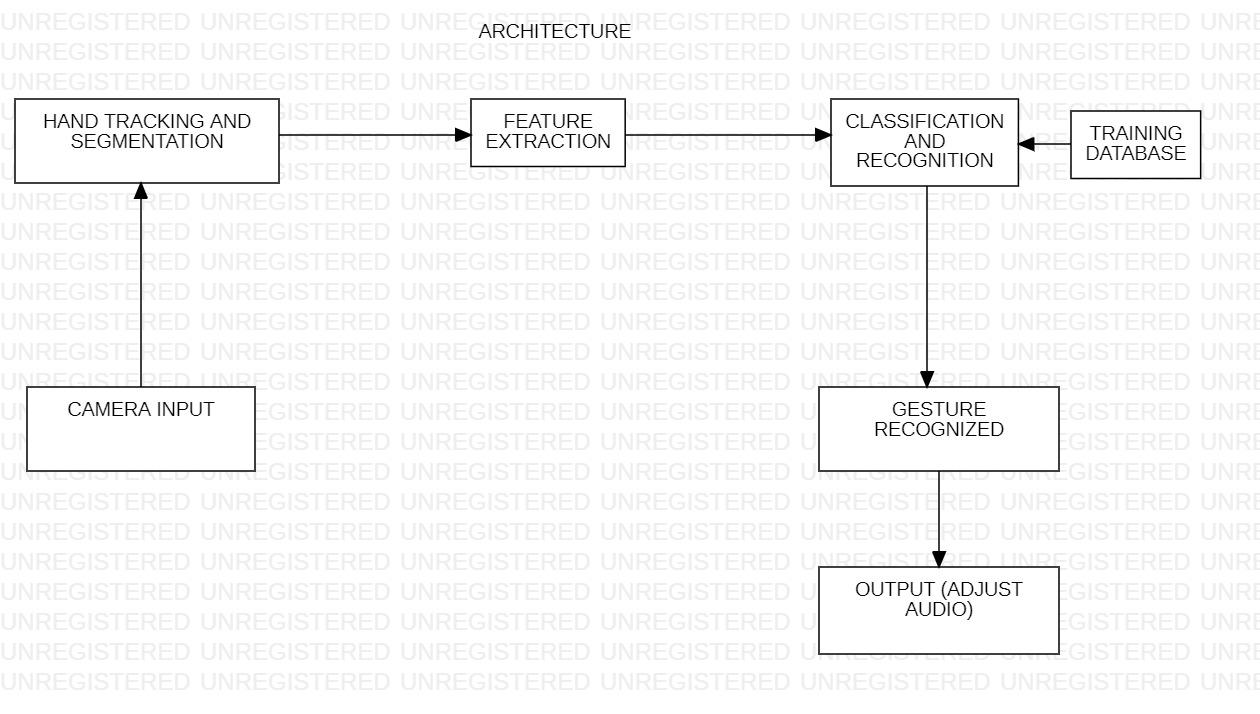 ARCHITECTURE
HAND TRACKING AND
SEGMENTATION
FEATURE
EXTRACTION
CLASSIFICATION
AND
RECOGNITION
TRAINING
DATABASE
CAMERA INPUT
GESTURE
RECOGNIZED
OUTPUT (ADJUST
AUDIO)
UNREGISTERED